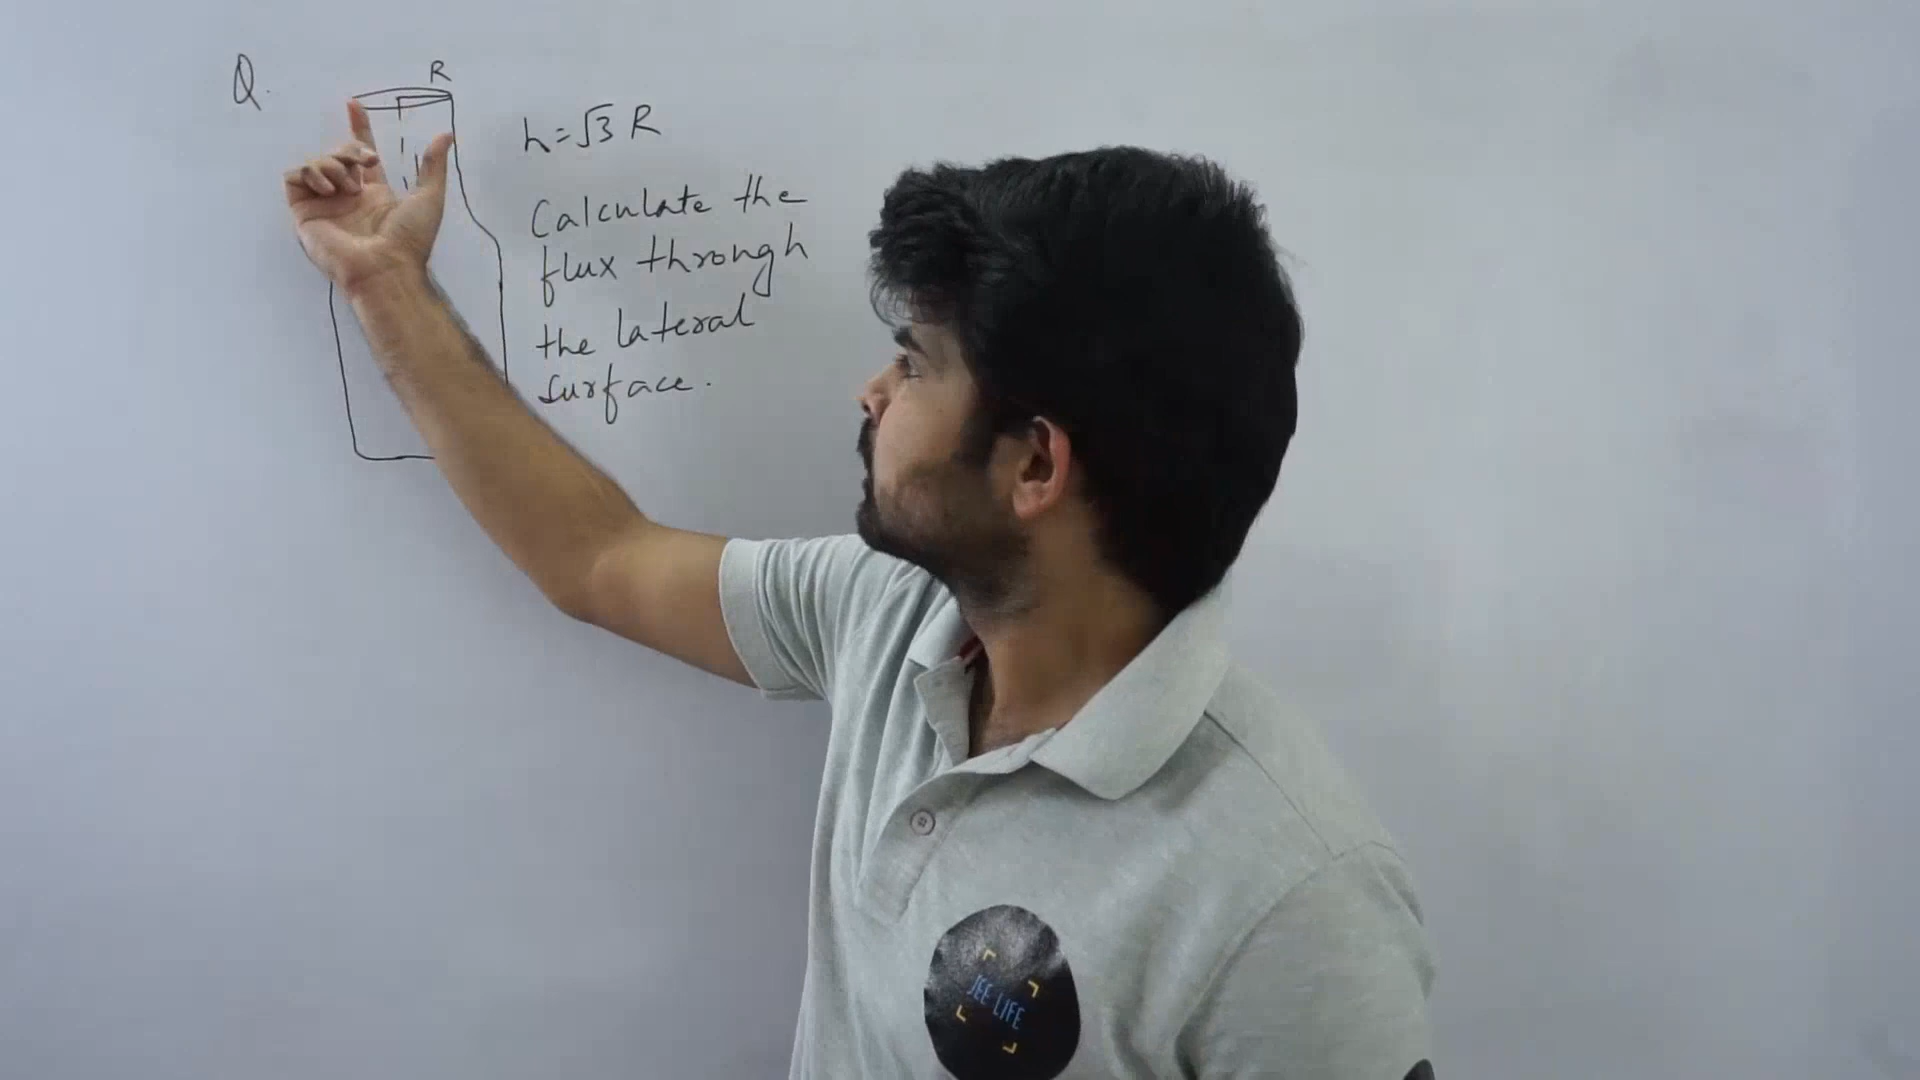 Q.
R
h=√3 R
Calculate the
flux through
the lateral
surface.
JEE LIFE